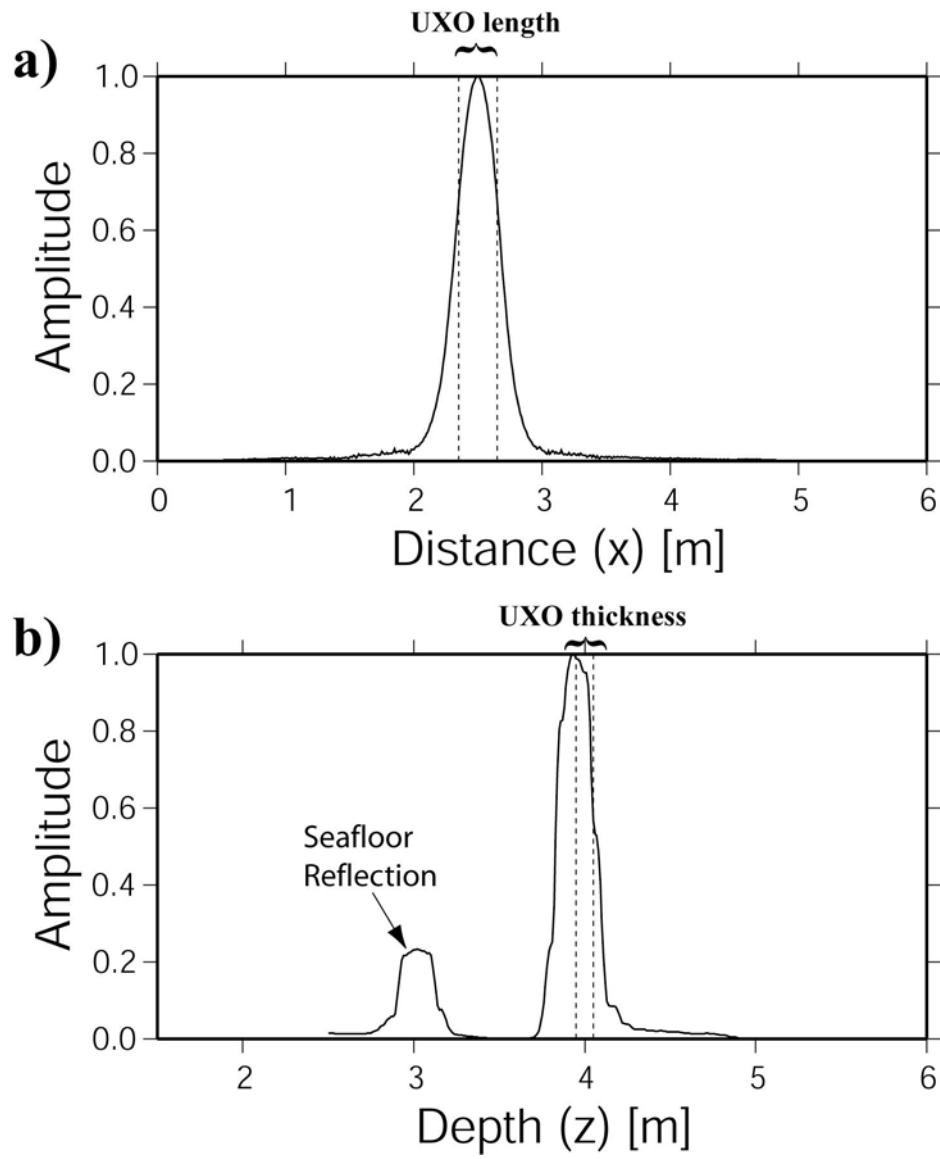 UXO length
a)
1.0
0.8
0.6
0.4
0.2
0.0
Amplitude
0 1 2 3 4 5 6
Distance (x) [m]
UXO thickness
b)
1.0
0.8
0.6
0.4
0.2
0.0
Amplitude
Seafloor
Reflection
2 3 4 5 6
Depth (z) [m]